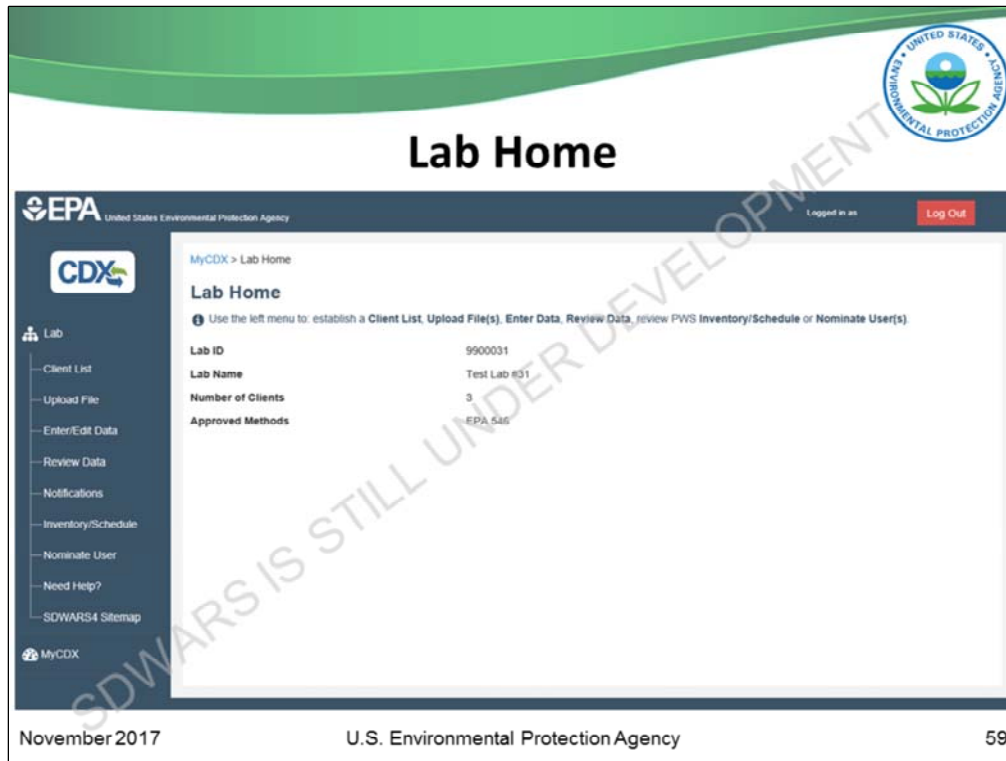 UNITED STATES
ENVIRONMENTAL PROTECTION AGENCY
Lab Home
EPA United States Environmental Protection Agency
Logged in as
Log Out
CDX
MyCDX > Lab Home
Lab Home
Use the left menu to: establish a Client List, Upload File(s), Enter Data, Review Data, review PWS Inventory/Schedule or Nominate User(s).
Lab ID 9900031
Lab Name Test Lab #31
Number of Clients 3
Approved Methods EPA 546
Lab
Client List
Upload File
Enter/Edit Data
Review Data
Notifications
Inventory/Schedule
Nominate User
Need Help?
SDWARS4 Sitemap
MyCDX
SDWARS IS STILL UNDER DEVELOPMENT
November 2017 U.S. Environmental Protection Agency 59